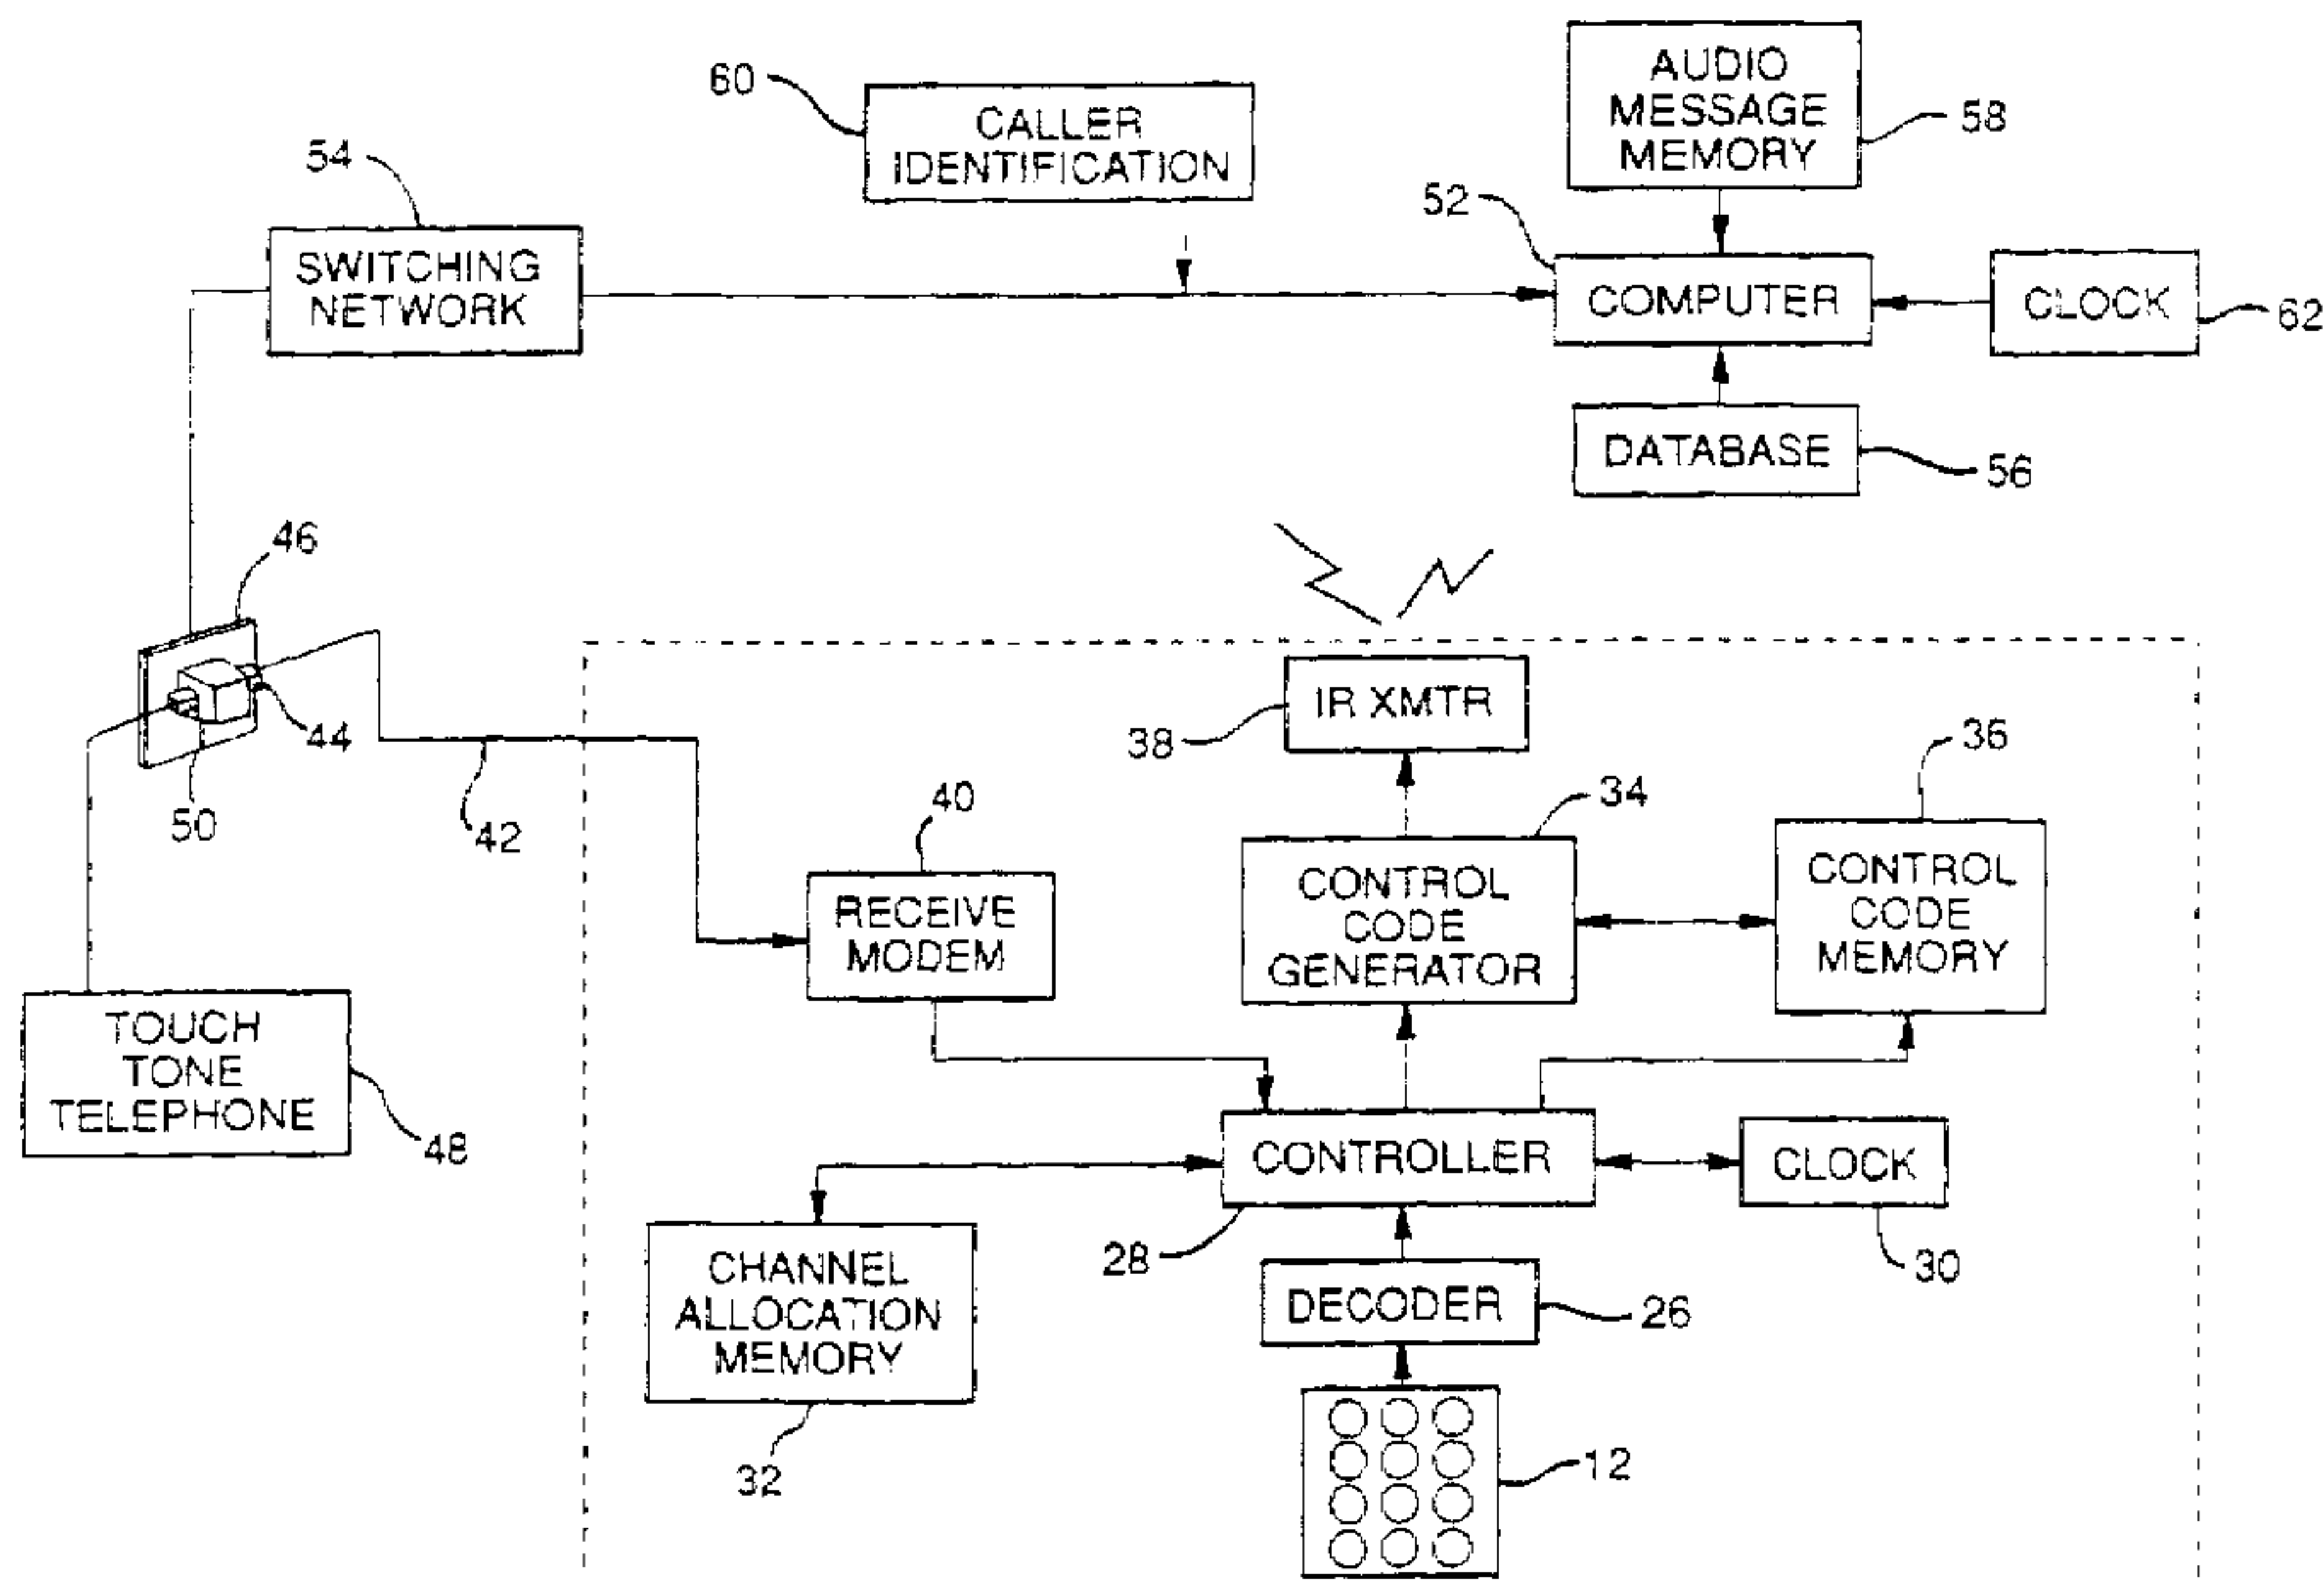 60
CALLER
IDENTIFICATION
AUDIO
MESSAGE
MEMORY
58
54
SWITCHING
NETWORK
52
COMPUTER
CLOCK
62
DATABASE
56
46
44
50
42
IR XMTR
38
36
34
40
RECEIVE
MODEM
CONTROL
CODE
GENERATOR
CONTROL
CODE
MEMORY
TOUCH
TONE
TELEPHONE
48
CONTROLLER
28
CLOCK
30
CHANNEL
ALLOCATION
MEMORY
32
DECODER
26
12